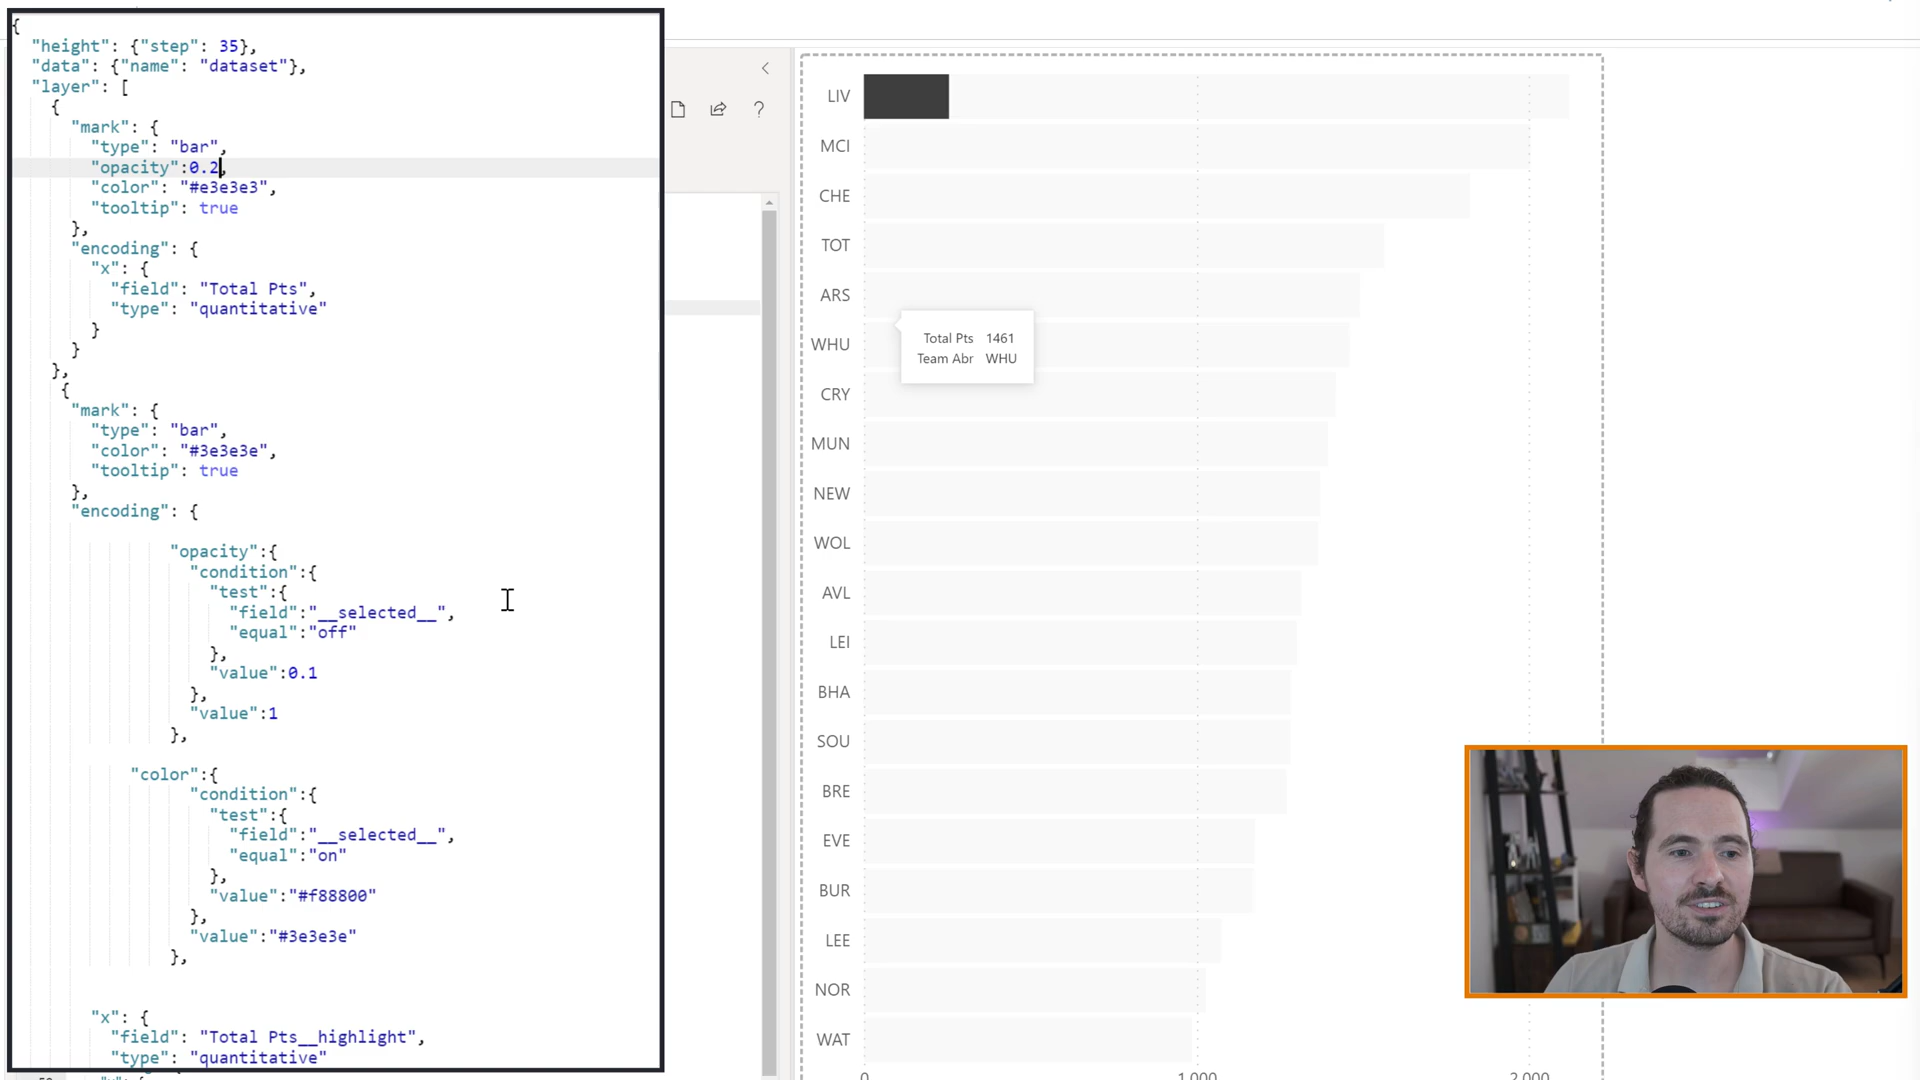 {
"height": {"step": 35},
"data": {"name": "dataset"},
"layer": [
{
"mark": {
"type": "bar",
"opacity":0.2,
"color": "#e3e3e3",
"tooltip": true
},
"encoding": {
"x": {
"field": "Total Pts",
"type": "quantitative"
}
}
},
{
"mark": {
"type": "bar",
"color": "#3e3e3e",
"tooltip": true
},
"encoding": {
"opacity":{
"condition":{
"test":{
"field":"__selected__",
"equal":"off"
},
"value":0.1
},
"value":1
},
"color":{
"condition":{
"test":{
"field":"__selected__",
"equal":"on"
},
"value":"#f88800"
},
"value":"#3e3e3e"
},
"x": {
"field": "Total Pts__highlight",
"type": "quantitative"
?
LIV
MCI
CHE
TOT
ARS
WHU
Total Pts 1461
Team Abr WHU
CRY
MUN
NEW
WOL
AVL
LEI
BHA
SOU
BRE
EVE
BUR
LEE
NOR
WAT
0 1,000 2,000